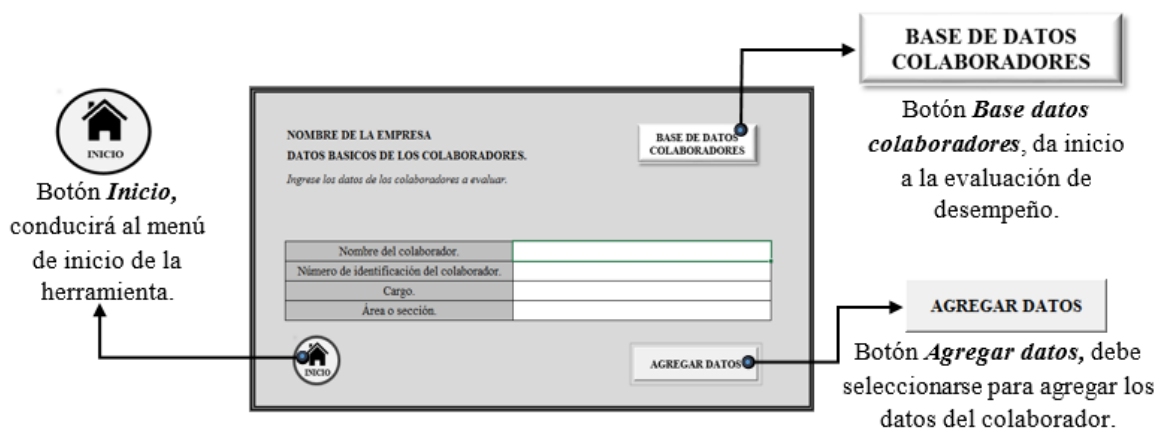 INICIO
Botón Inicio,
conducirá al menú
de inicio de la
herramienta.
NOMBRE DE LA EMPRESA
DATOS BASICOS DE LOS COLABORADORES.
Ingrese los datos de los colaboradores a evaluar.
BASE DE DATOS
COLABORADORES
Nombre del colaborador.
Número de identificación del colaborador.
Cargo.
Área o sección.
INICIO
AGREGAR DATOS
BASE DE DATOS
COLABORADORES
Botón Base datos
colaboradores, da inicio
a la evaluación de
desempeño.
AGREGAR DATOS
Botón Agregar datos, debe
seleccionarse para agregar los
datos del colaborador.